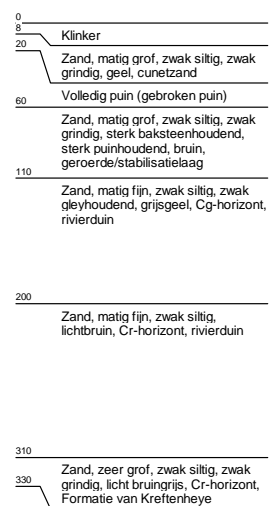 0
8
Klinker
20
Zand, matig grof, zwak siltig, zwak
grindig, geel, cunetzand
Volledig puin (gebroken puin)
60
Zand, matig grof, zwak siltig, zwak
grindig, sterk baksteenhoudend,
sterk puinhoudend, bruin,
geroerde/stabilisatielaag
110
Zand, matig fijn, zwak siltig, zwak
gleyhoudend, grijsgeel, Cg-horizont,
rivierduin
200
Zand, matig fijn, zwak siltig,
lichtbruin, Cr-horizont, rivierduin
310
Zand, zeer grof, zwak siltig, zwak
330
grindig, licht bruingrijs, Cr-horizont,
Formatie van Kreftenheye